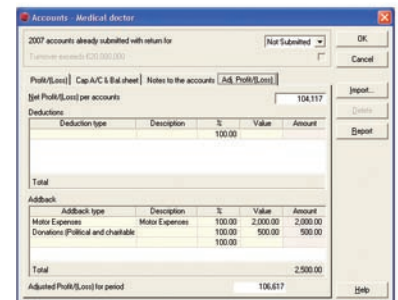 Accounts - Medical doctor
2007 accounts already submitted with return for Not Submitted OK
Turnover exceeds €20,000,000 Cancel
Profit/(Loss) Cap A/C & Bal.sheet Notes to the accounts Adj. Profit/(Loss)
Import...
Net Profit/(Loss) per accounts 104,117
Delete
Deductions
Deduction type Description % Value Amount
100.00
Report
Total
Addback
Addback type Description % Value Amount
Motor Expenses Motor Expenses 100.00 2,000.00 2,000.00
Donations (Political and charitable 100.00 500.00 500.00
100.00
Total 2,500.00
Adjusted Profit/(Loss) for period 106,617 Help